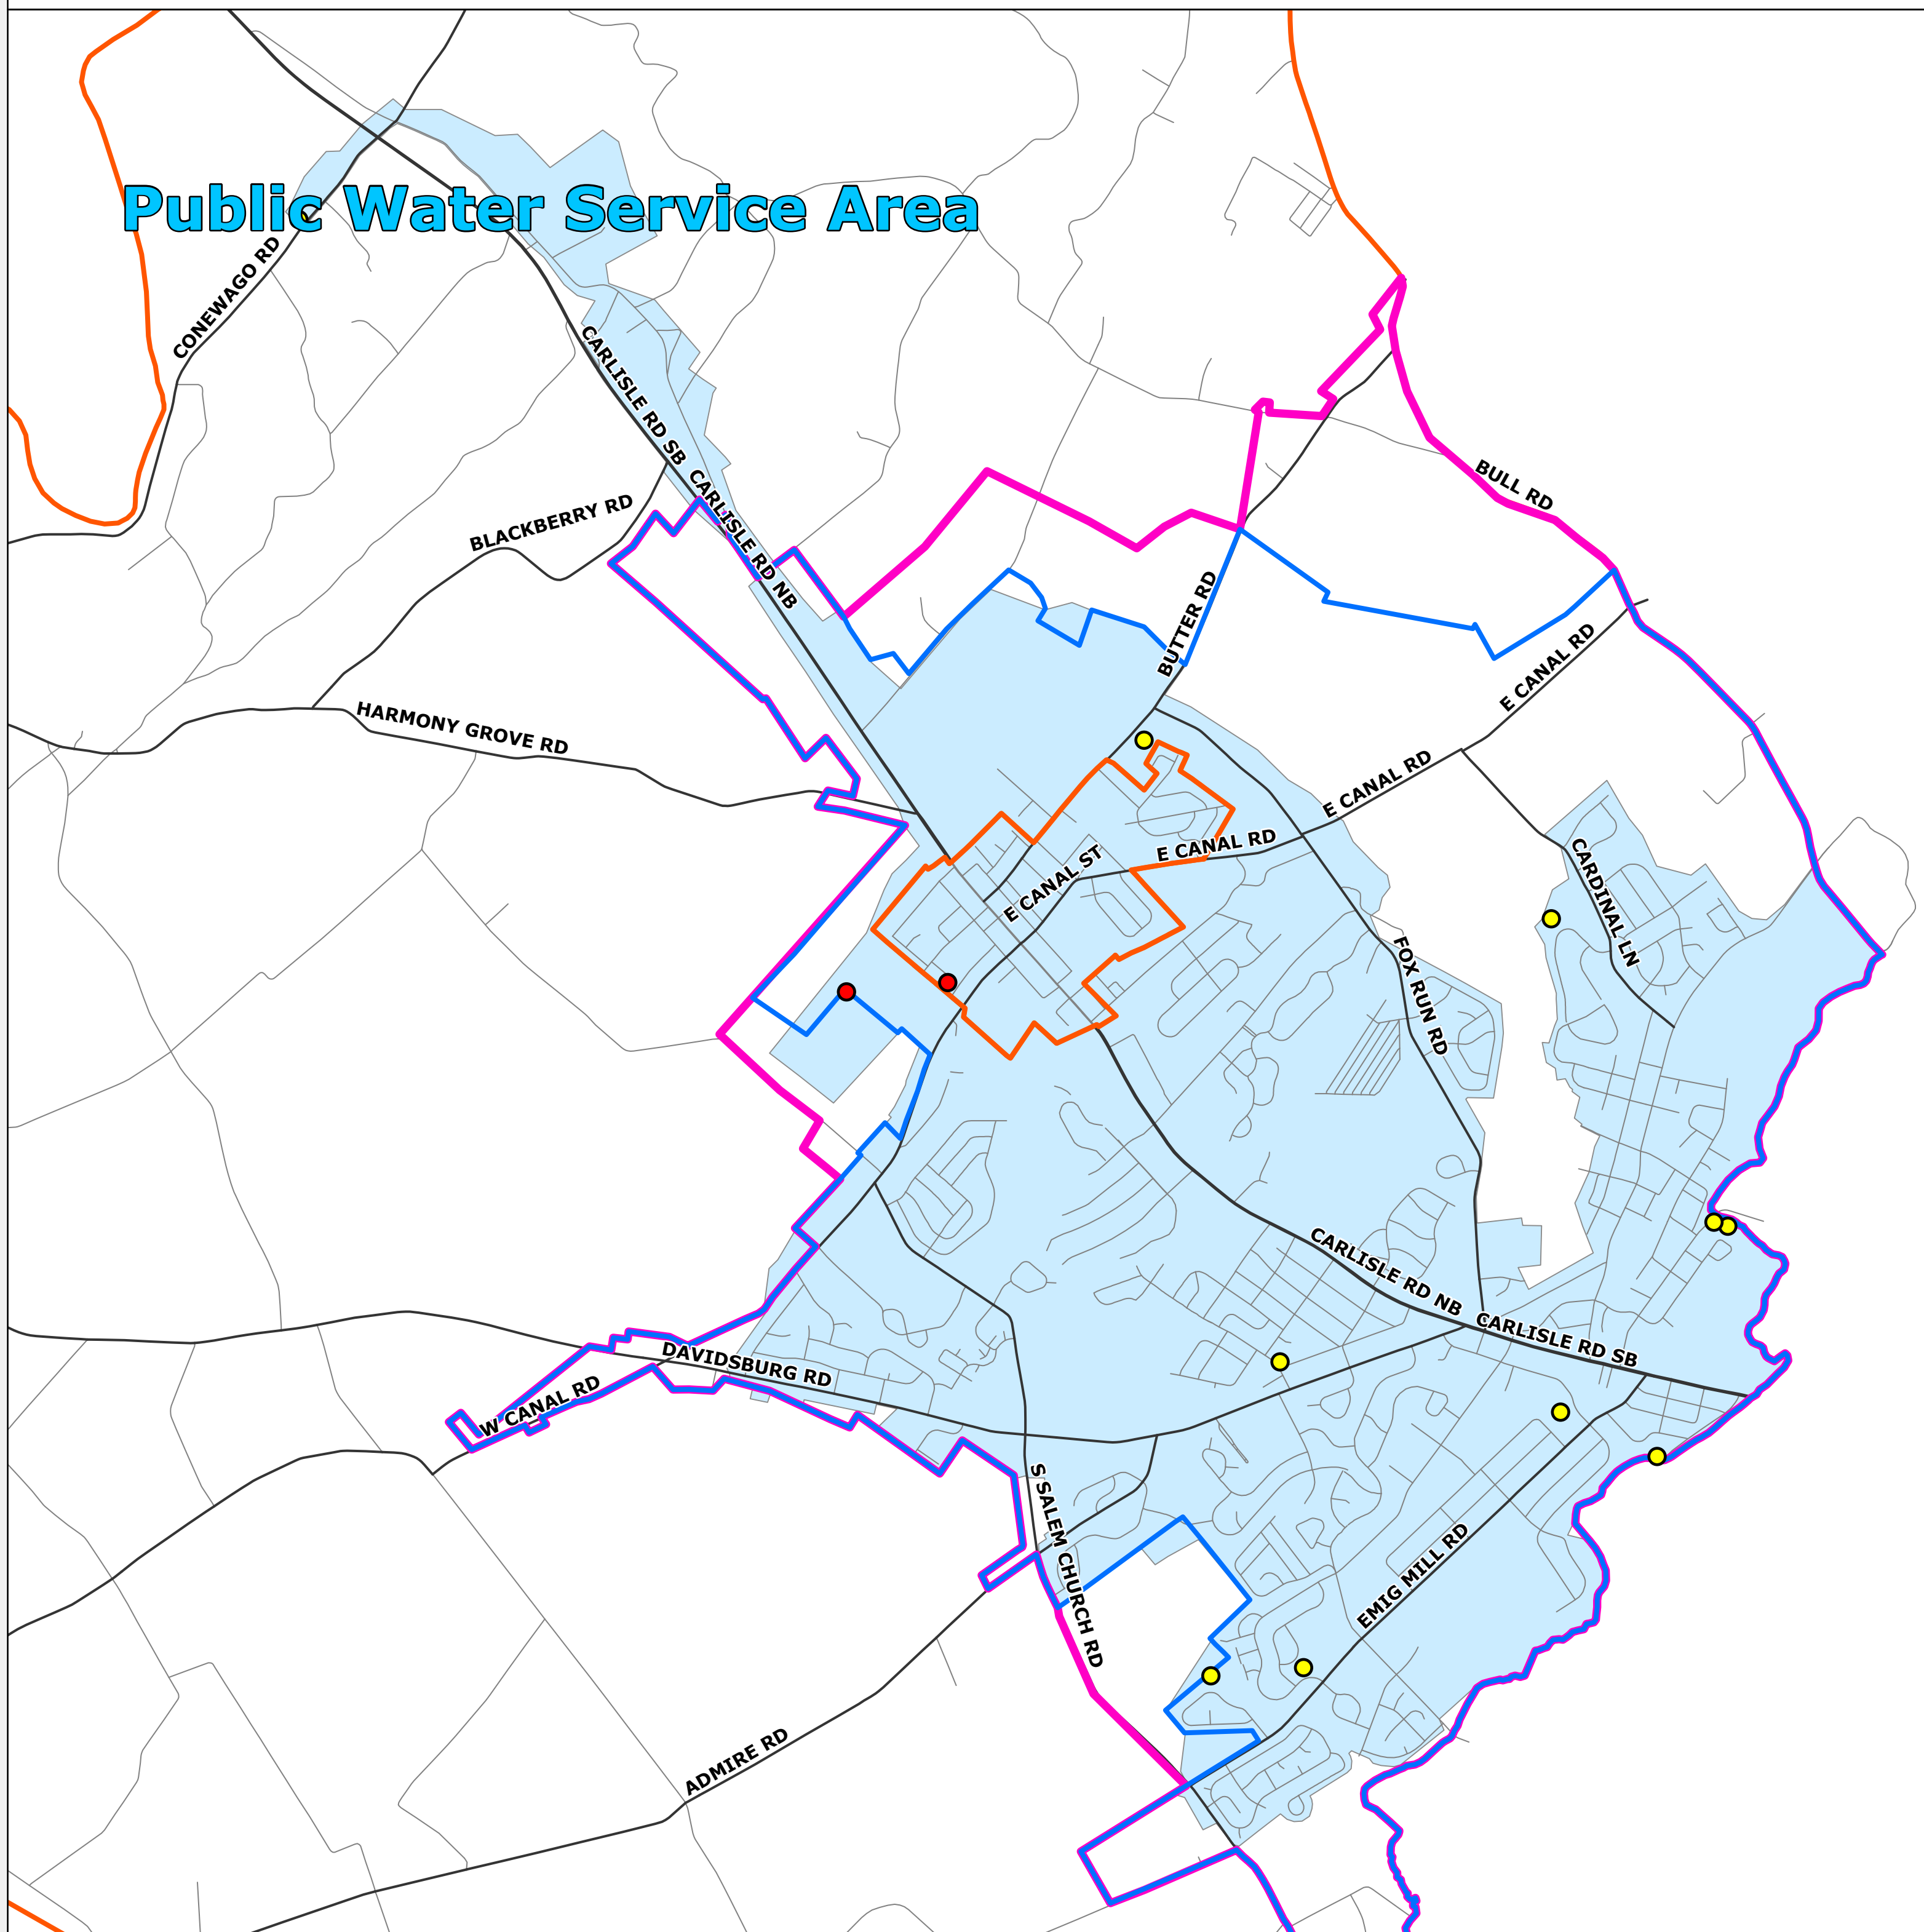 Public Water Service Area
CONEWAGO RD
CARLISLE RD SB
CARLISLE RD NB
BLACKBERRY RD
BULL RD
BUTTER RD
E CANAL RD
HARMONY GROVE RD
E CANAL RD
E CANAL RD
E CANAL ST
CARDINAL LN
FOX RUN RD
CARLISLE RD NB
CARLISLE RD SB
DAVIDSBURG RD
W CANAL RD
S SALEM CHURCH RD
EMIG MILL RD
ADMIRE RD